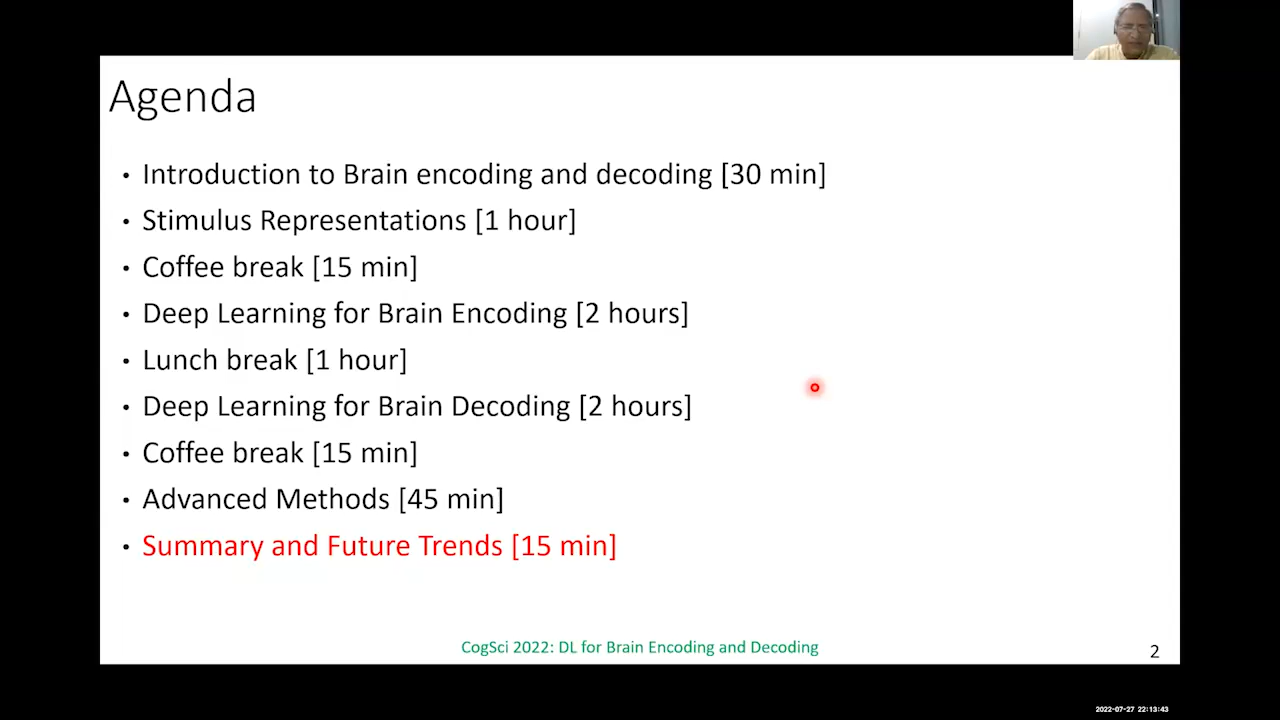 Agenda
• Introduction to Brain encoding and decoding [30 min]
• Stimulus Representations [1 hour]
• Coffee break [15 min]
• Deep Learning for Brain Encoding [2 hours]
• Lunch break [1 hour]
• Deep Learning for Brain Decoding [2 hours]
• Coffee break [15 min]
• Advanced Methods [45 min]
• Summary and Future Trends [15 min]
CogSci 2022: DL for Brain Encoding and Decoding
2
2022-07-27 22:13:43